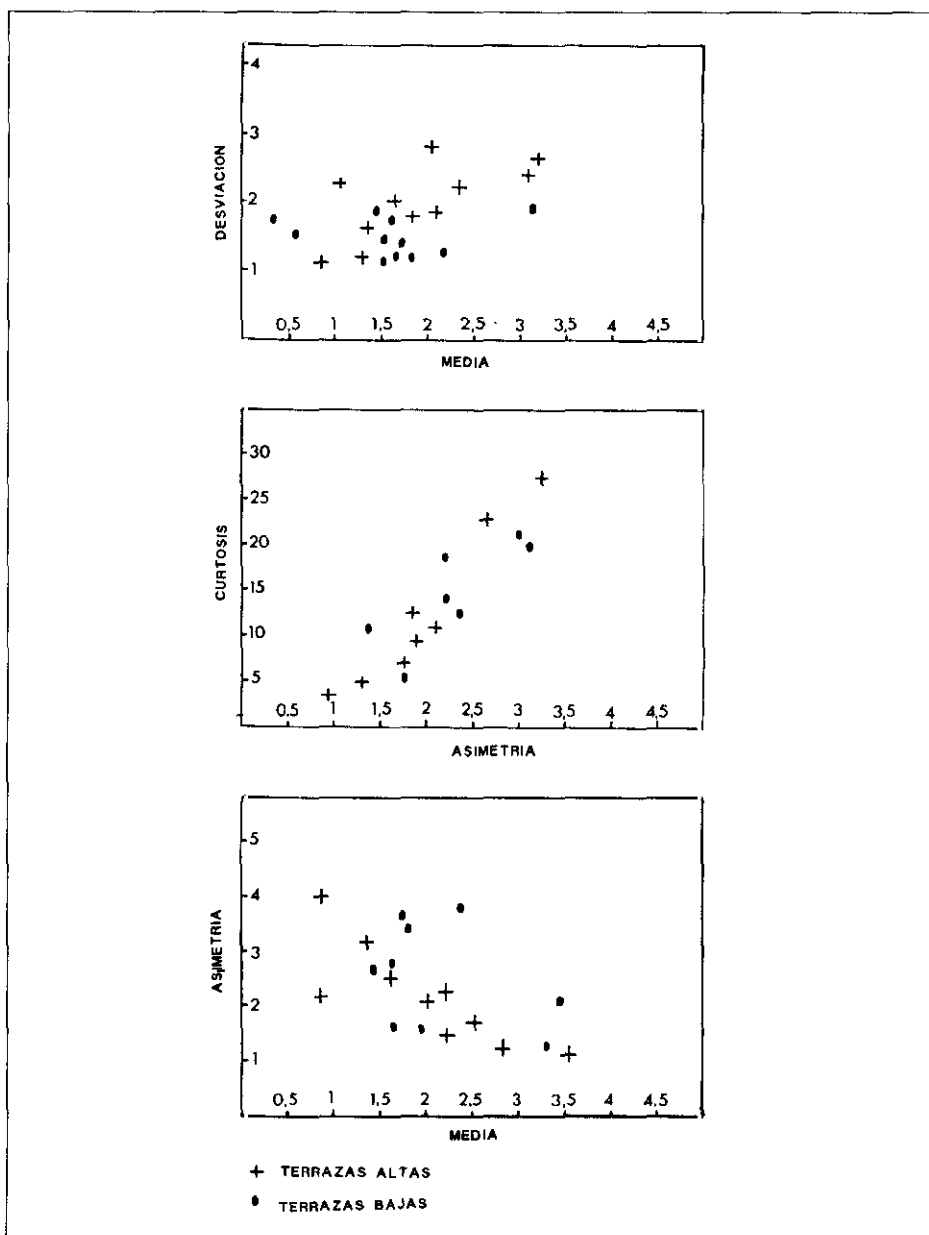 4
3
2
1
DESVIACION
0,5 1 1,5 2 2,5 3 3,5 4 4,5
MEDIA
30
25
20
15
10
5
CURTOSIS
0.5 1 1,5 2 2,5 3 3,5 4 4,5
ASIMETRIA
5
4
3
2
1
ASIMETRIA
0,5 1 1,5 2 2,5 3 3,5 4 4,5
MEDIA
+ TERRAZAS ALTAS
TERRAZAS BAJAS